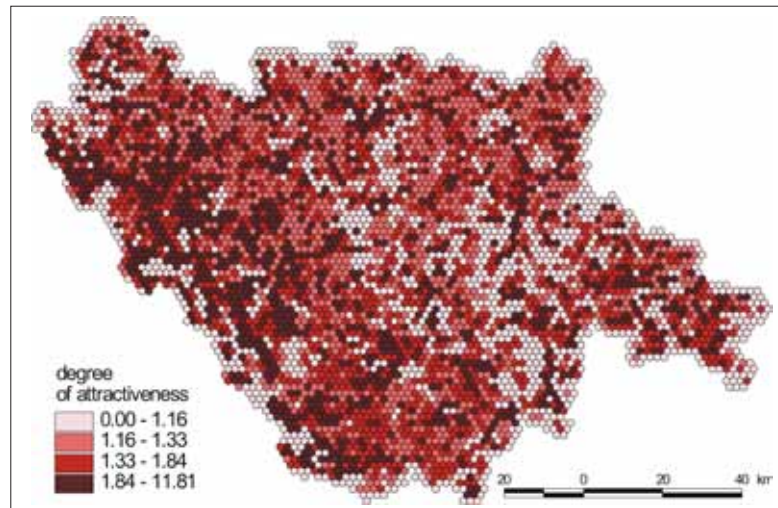 degree
of attractiveness
0.00 - 1.16
1.16 - 1.33
1.33 - 1.84
1.84 - 11.81
20 0 20 40 km